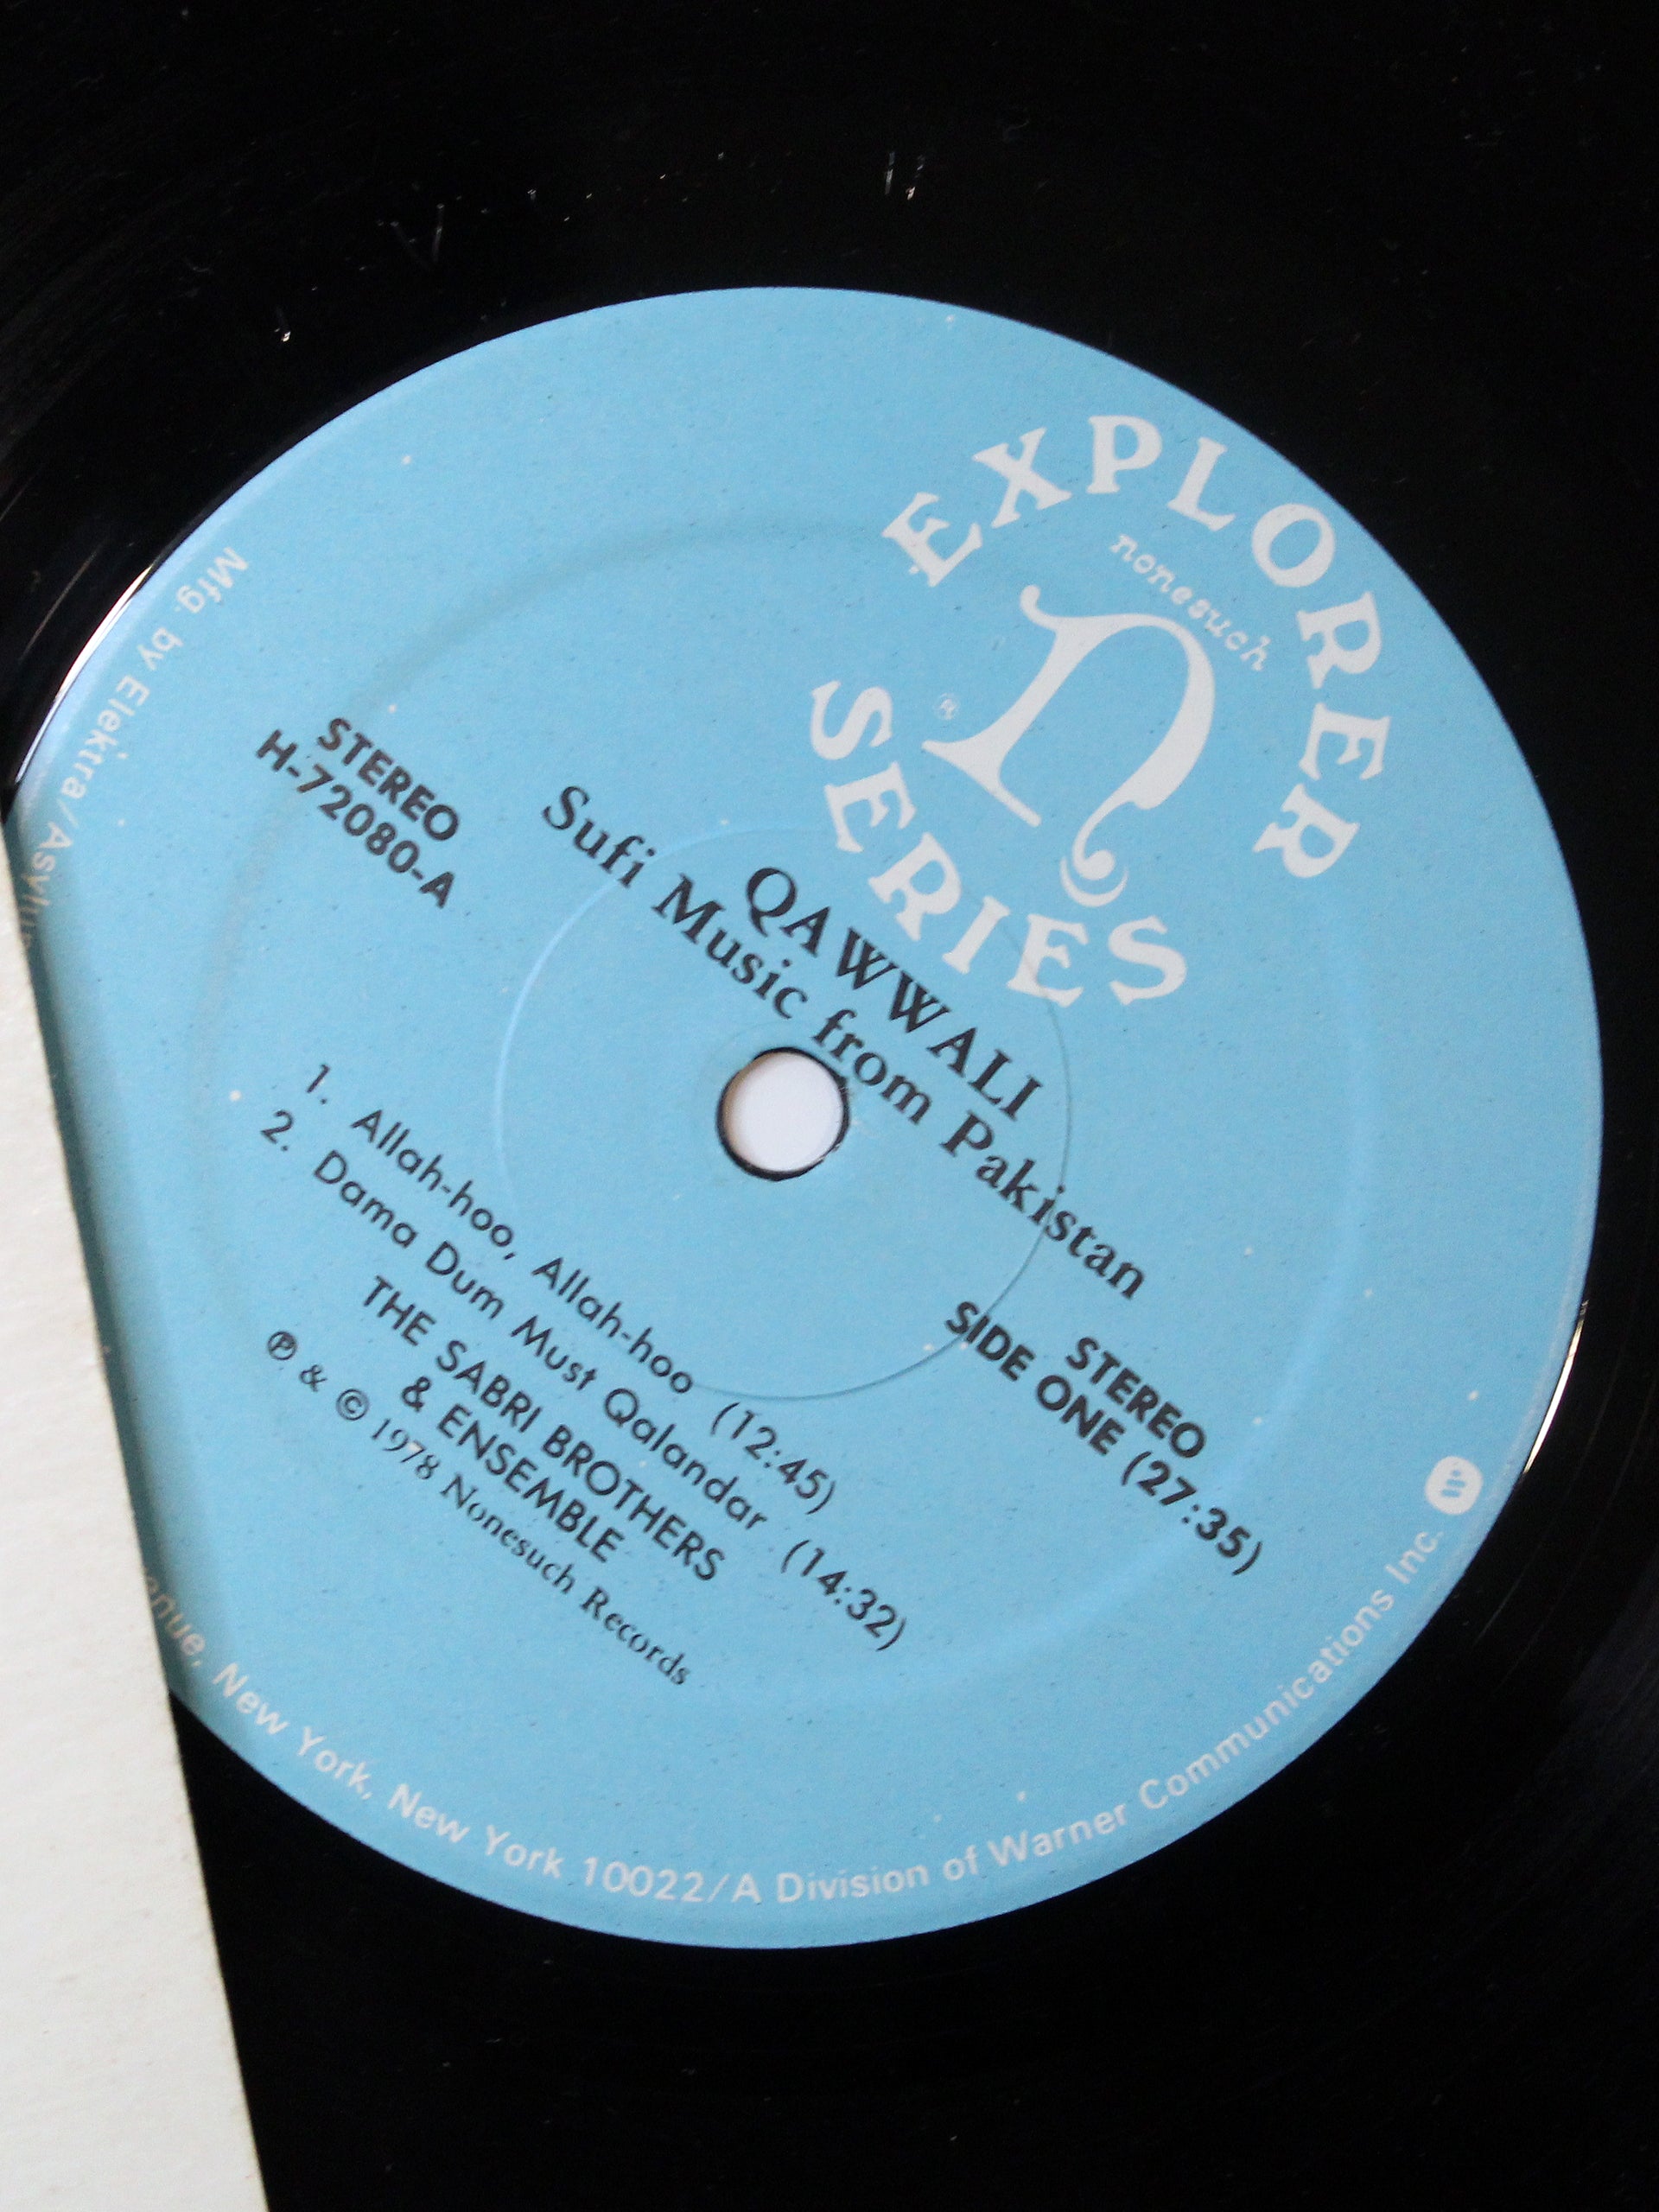 EXPLORER
nonesuch
n
®
SERIES
QAWWALI
Sufi Music from Pakistan
STEREO
H-72080-A
STEREO
SIDE ONE (27:35)
1. Allah-hoo, Allah-hoo (12:45)
2. Dama Dum Must Qalandar (14:32)
THE SABRI BROTHERS
& ENSEMBLE
℗ & © 1978 Nonesuch Records
Mfg. by Elektra/
New York, New York 10022/A Division of Warner Communications Inc.